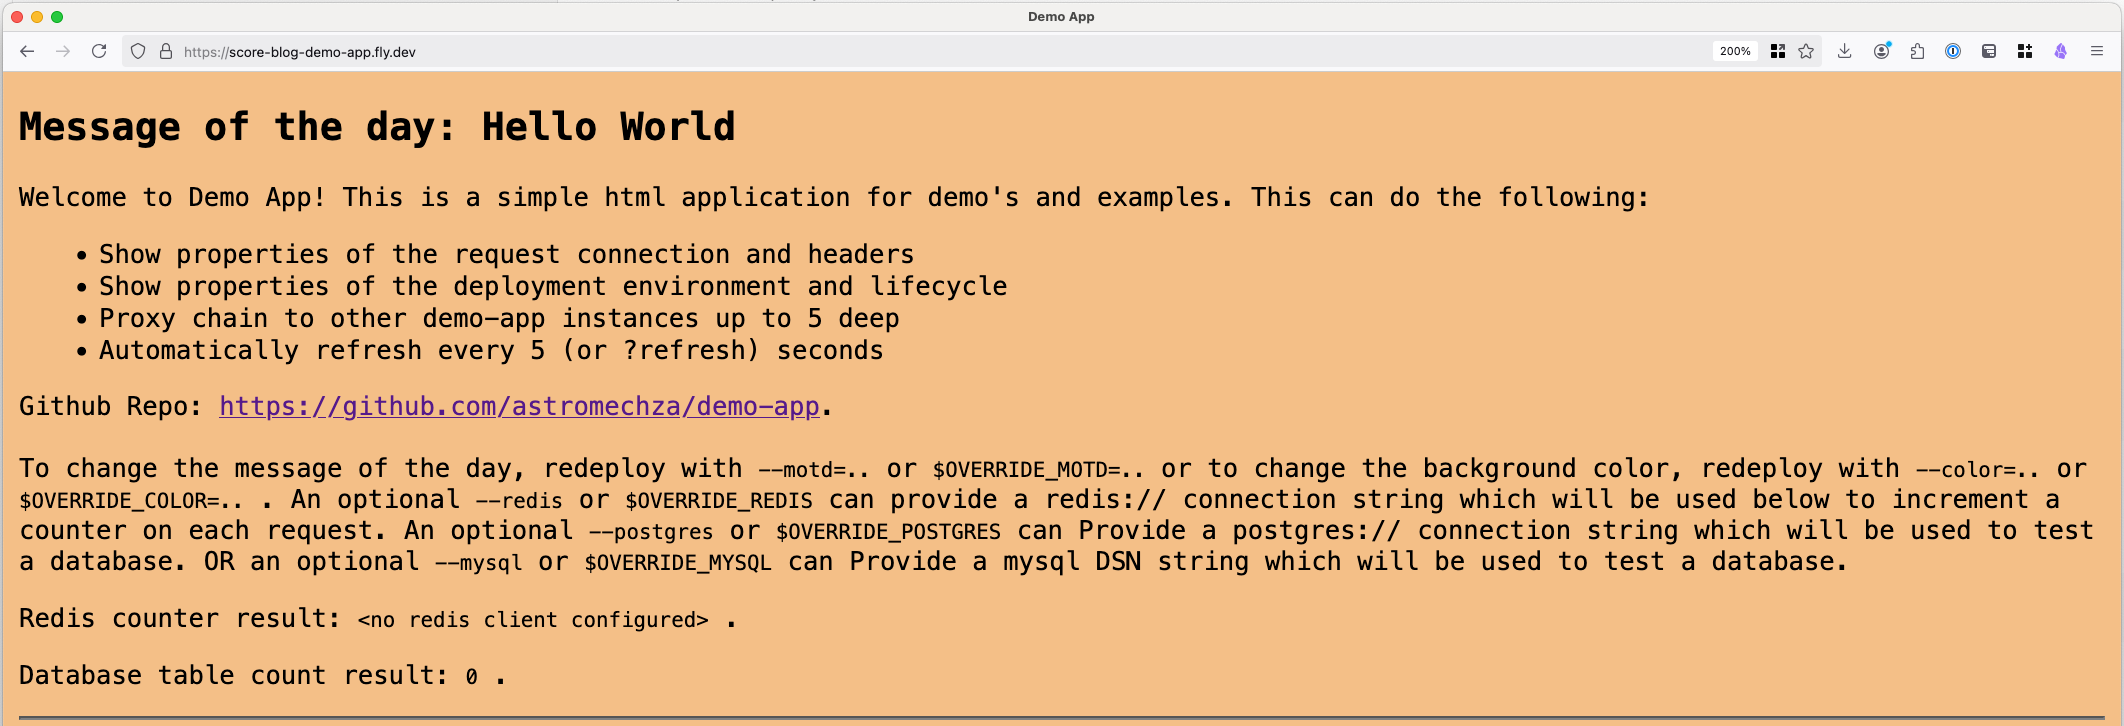 Demo App
https://score-blog-demo-app.fly.dev
200%
Message of the day: Hello World
Welcome to Demo App! This is a simple html application for demo's and examples. This can do the following:
• Show properties of the request connection and headers
• Show properties of the deployment environment and lifecycle
• Proxy chain to other demo-app instances up to 5 deep
• Automatically refresh every 5 (or ?refresh) seconds
Github Repo: https://github.com/astromechza/demo-app.
To change the message of the day, redeploy with --motd=.. or $OVERRIDE_MOTD=.. or to change the background color, redeploy with --color=.. or
$OVERRIDE_COLOR=.. . An optional --redis or $OVERRIDE_REDIS can provide a redis:// connection string which will be used below to increment a
counter on each request. An optional --postgres or $OVERRIDE_POSTGRES can Provide a postgres:// connection string which will be used to test
a database. OR an optional --mysql or $OVERRIDE_MYSQL can Provide a mysql DSN string which will be used to test a database.
Redis counter result: <no redis client configured> .
Database table count result: 0 .